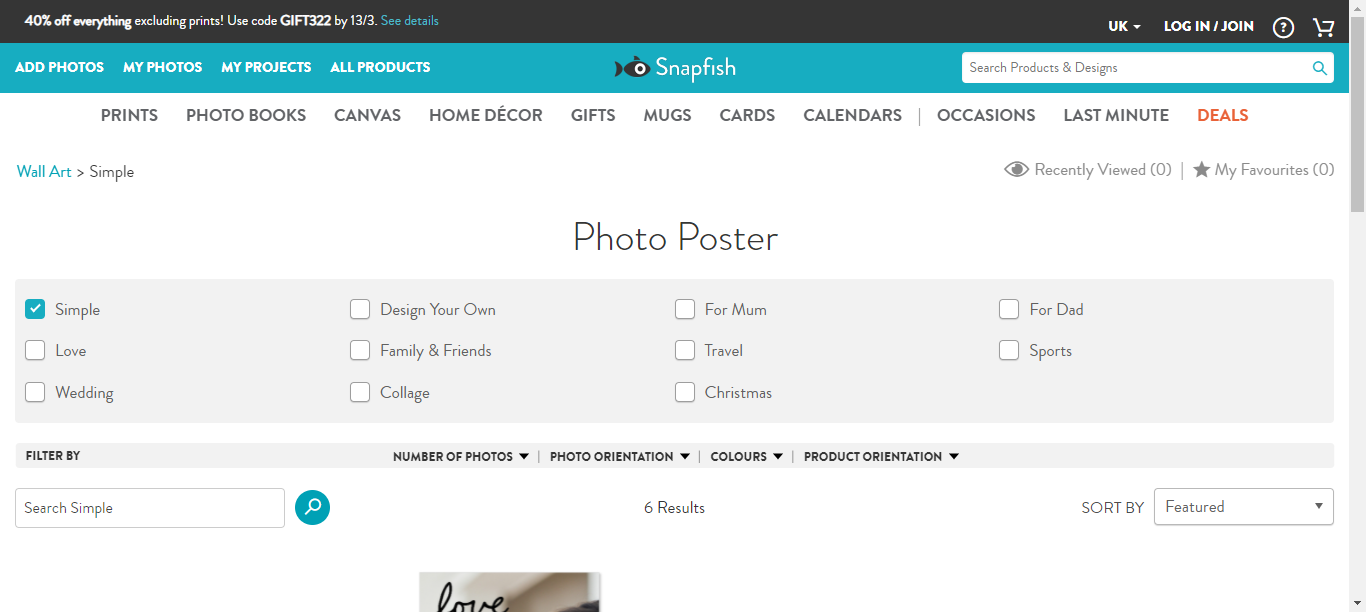 40% off everything excluding prints! Use code GIFT322 by 13/3. See details
UK LOG IN / JOIN ?
ADD PHOTOS MY PHOTOS MY PROJECTS ALL PRODUCTS Snapfish Search Products & Designs
PRINTS PHOTO BOOKS CANVAS HOME DÉCOR GIFTS MUGS CARDS CALENDARS | OCCASIONS LAST MINUTE DEALS
Wall Art > Simple Recently Viewed (0) | My Favourites (0)
Photo Poster
Simple Design Your Own For Mum For Dad
Love Family & Friends Travel Sports
Wedding Collage Christmas
FILTER BY NUMBER OF PHOTOS | PHOTO ORIENTATION | COLOURS | PRODUCT ORIENTATION
Search Simple 6 Results SORT BY Featured
love